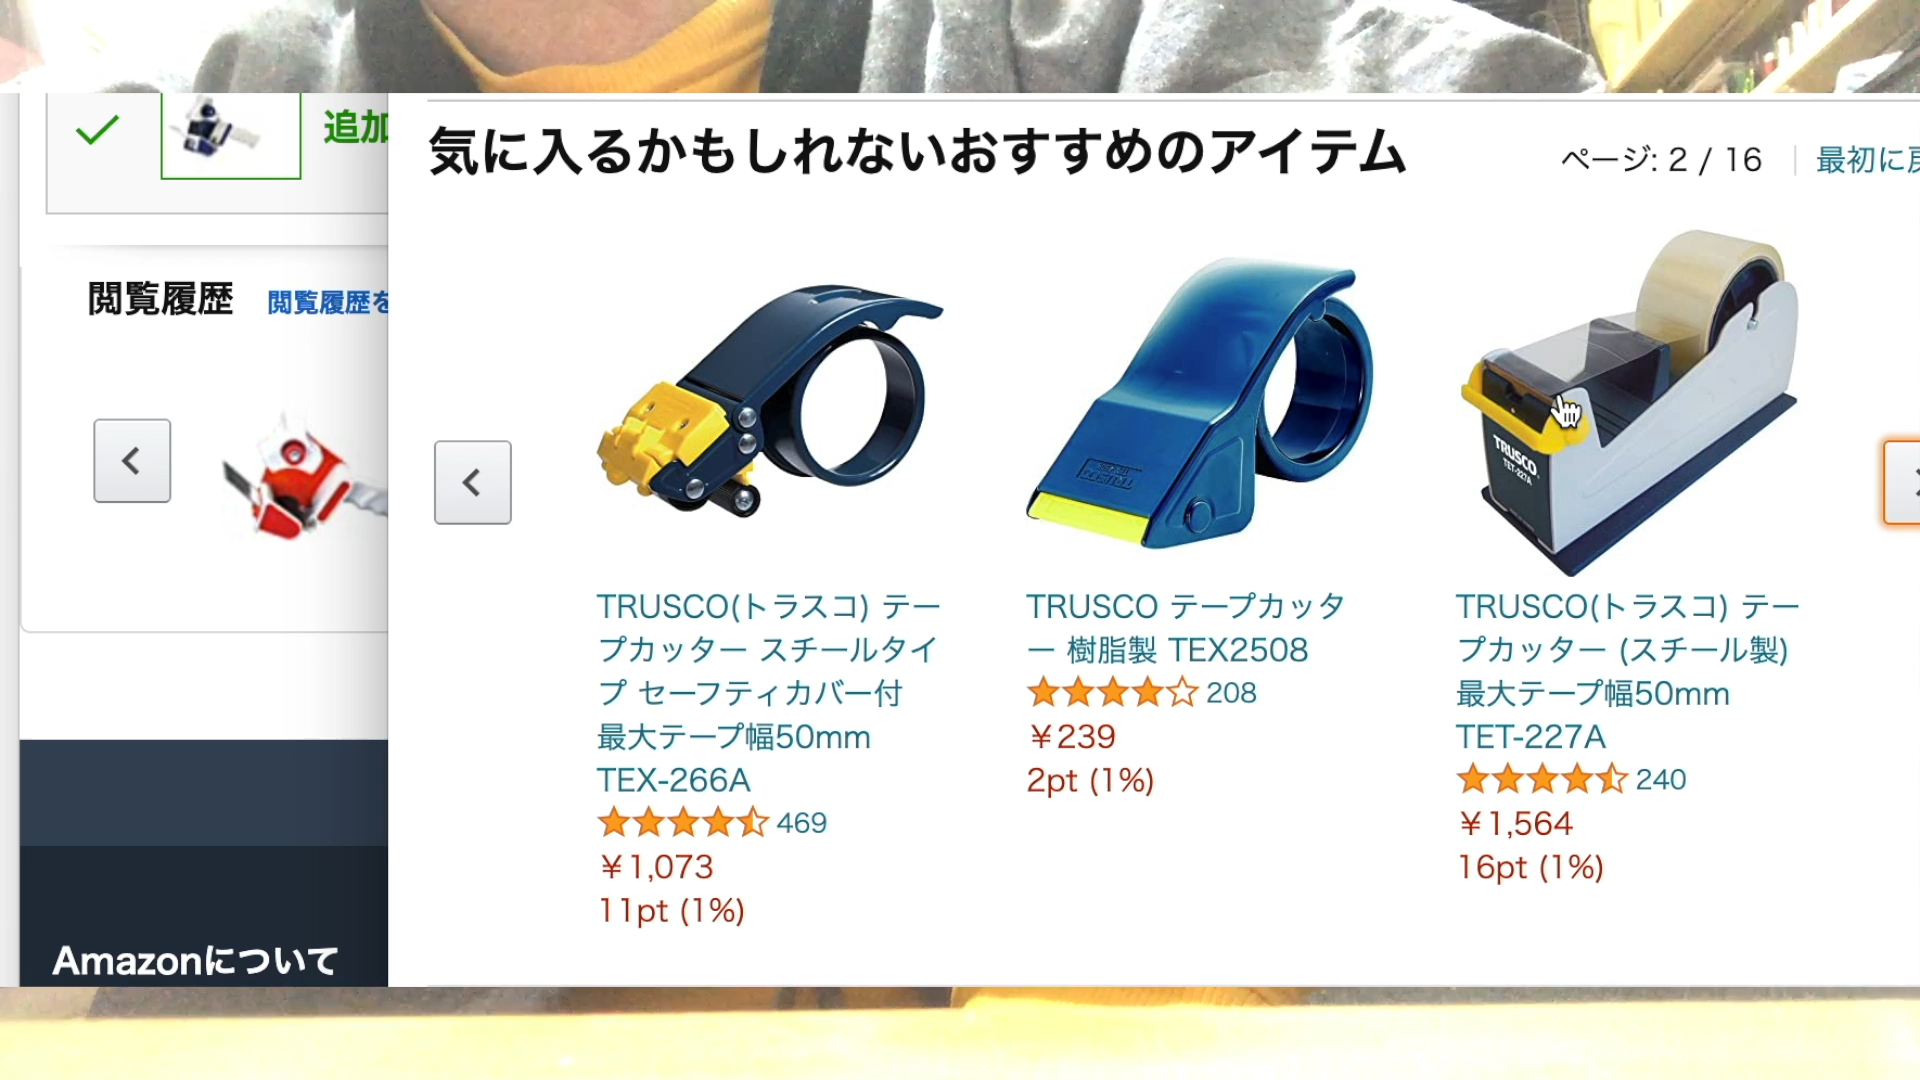 追加
閲覧履歴 閲覧履歴を
Amazonについて
気に入るかもしれないおすすめのアイテム
ページ: 2 / 16
最初に戻
TRUSCO
TET-227A
TRUSCO(トラスコ) テー
プカッター スチールタイ
プ セーフティカバー付
最大テープ幅50mm
TEX-266A
469
￥1,073
11pt (1%)
TRUSCO テープカッタ
ー 樹脂製 TEX2508
208
￥239
2pt (1%)
TRUSCO(トラスコ) テー
プカッター (スチール製)
最大テープ幅50mm
TET-227A
240
￥1,564
16pt (1%)